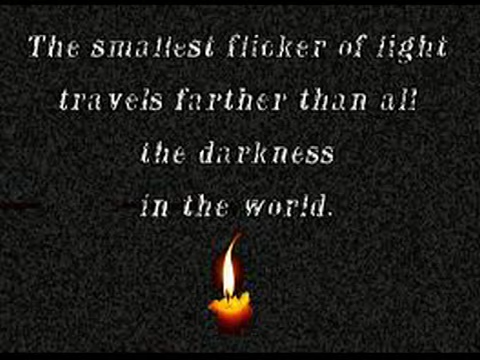 The smallest flicker of light
travels farther than all
the darkness
in the world.